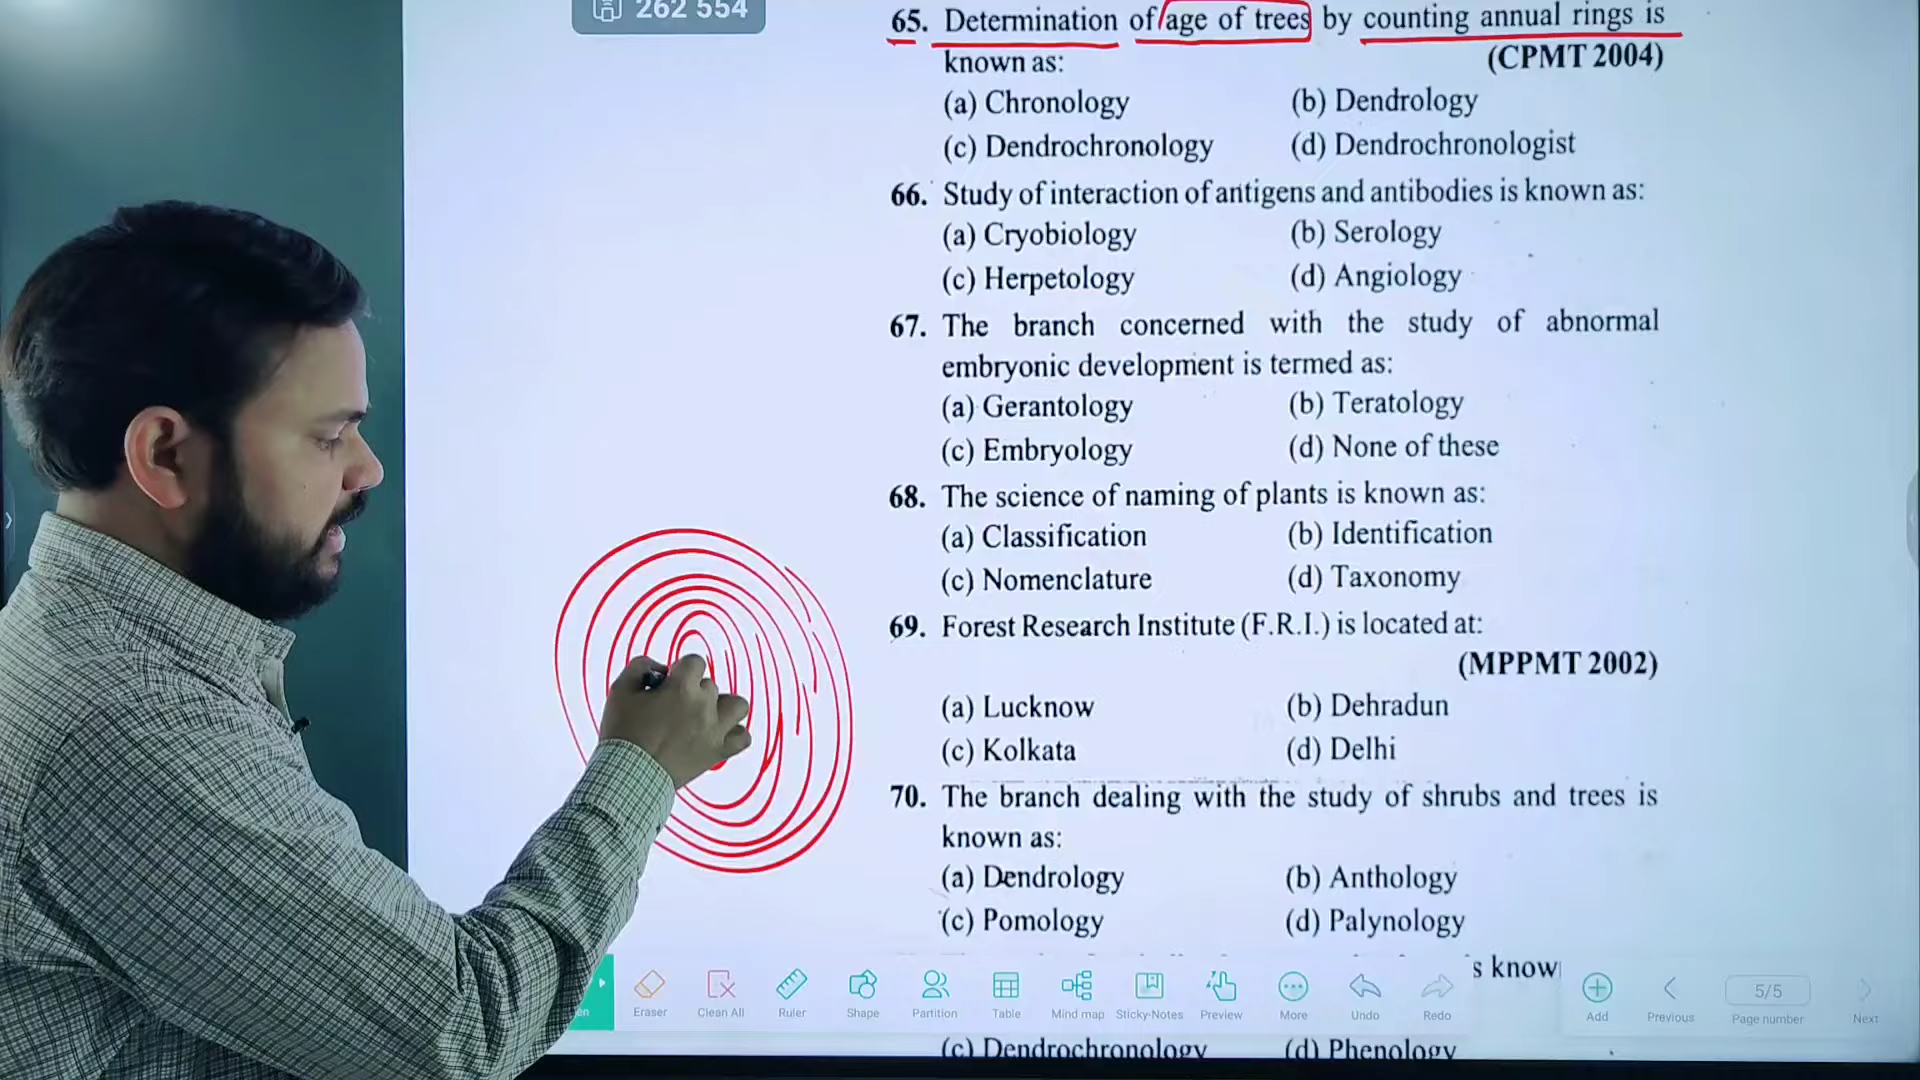 262 554
65. Determination of age of trees by counting annual rings is
known as: (CPMT 2004)
(a) Chronology (b) Dendrology
(c) Dendrochronology (d) Dendrochronologist
66. Study of interaction of antigens and antibodies is known as:
(a) Cryobiology (b) Serology
(c) Herpetology (d) Angiology
67. The branch concerned with the study of abnormal
embryonic development is termed as:
(a) Gerantology (b) Teratology
(c) Embryology (d) None of these
68. The science of naming of plants is known as:
(a) Classification (b) Identification
(c) Nomenclature (d) Taxonomy
69. Forest Research Institute (F.R.I.) is located at:
(MPPMT 2002)
(a) Lucknow (b) Dehradun
(c) Kolkata (d) Delhi
70. The branch dealing with the study of shrubs and trees is
known as:
(a) Dendrology (b) Anthology
(c) Pomology (d) Palynology
s know
en Eraser Clean All Ruler Shape Partition Table Mind map Sticky-Notes Preview More Undo Redo Add Previous 5/5 Page number Next
(c) Dendrochronology (d) Phenology